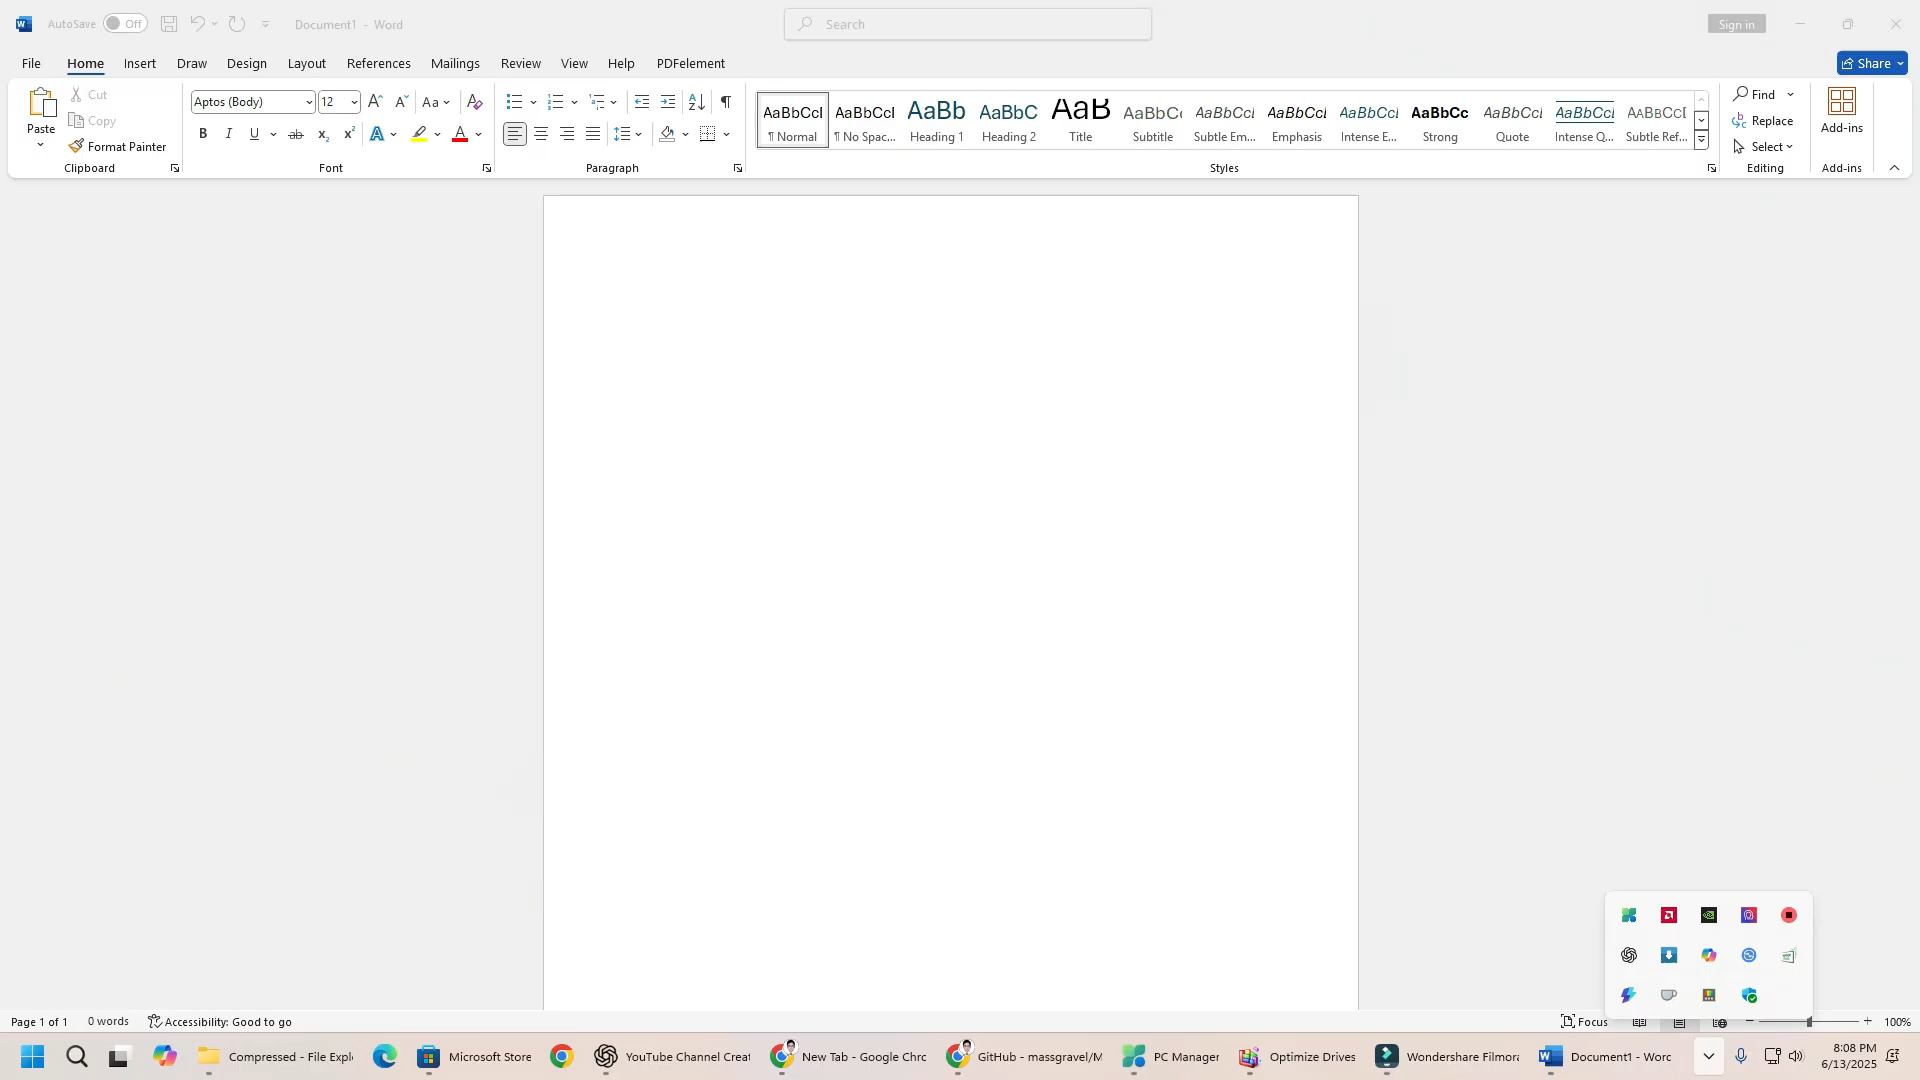 AutoSave Off Document1 - Word Search Sign in
File Home Insert Draw Design Layout References Mailings Review View Help PDFelement Share
Paste Cut Copy Format Painter Clipboard
Aptos (Body) 12 Aa
B I U ab x₂ x² A A
Font
Paragraph
AaBbCcI AaBbCcI AaBb AaBbC AaB AaBbC AaBbCcI AaBbCcI AaBbCcI AaBbCc AaBbCcI AaBbCcI AaBbCcI
¶ Normal ¶ No Spac... Heading 1 Heading 2 Title Subtitle Subtle Em... Emphasis Intense E... Strong Quote Intense Q... Subtle Ref...
Styles
Find Replace Select Editing
Add-ins
Add-ins
Page 1 of 1 0 words Accessibility: Good to go Focus 100%
Compressed - File Expl Microsoft Store YouTube Channel Creat New Tab - Google Chrc GitHub - massgravel/M PC Manager Optimize Drives Wondershare Filmora Document1 - Word 8:08 PM
6/13/2025